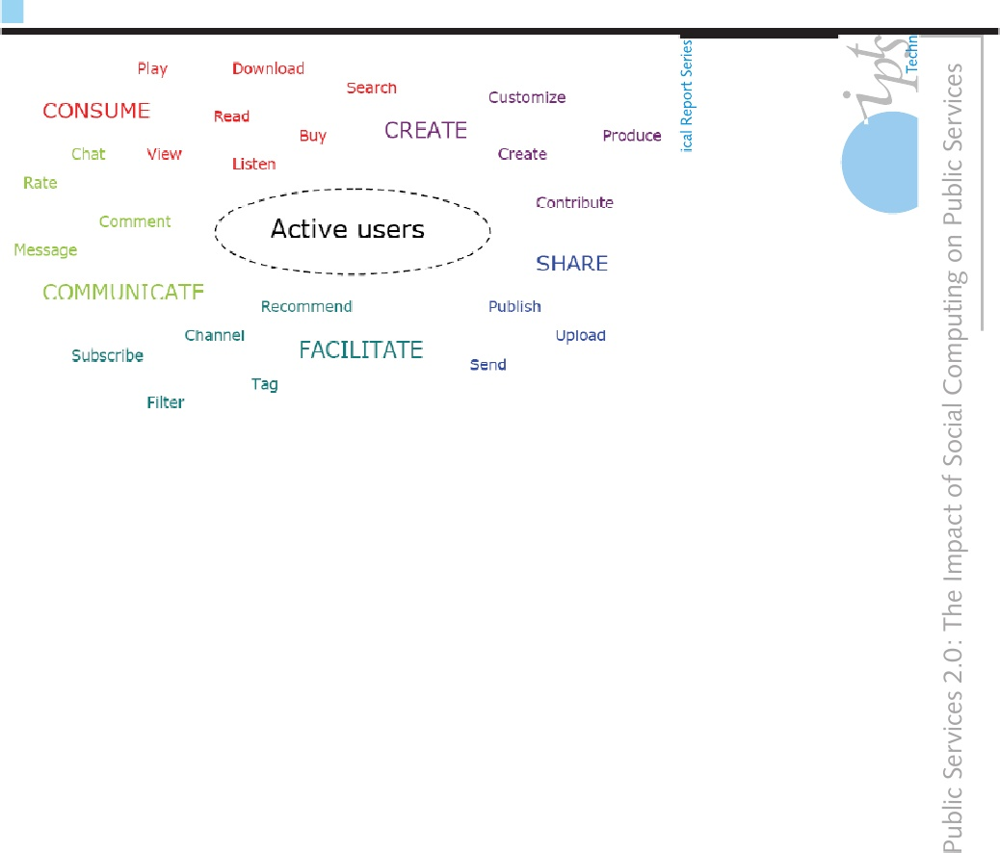 Play
Download
Search
Customize
CONSUME
Read
Buy
CREATE
Produce
Chat
View
Listen
Create
Rate
Contribute
Comment
Active users
Message
SHARE
COMMUNICATE
Recommend
Publish
Channel
FACILITATE
Upload
Subscribe
Send
Tag
Filter
ical Report Series
ipts
Techn
Public Services 2.0: The Impact of Social Computing on Public Services